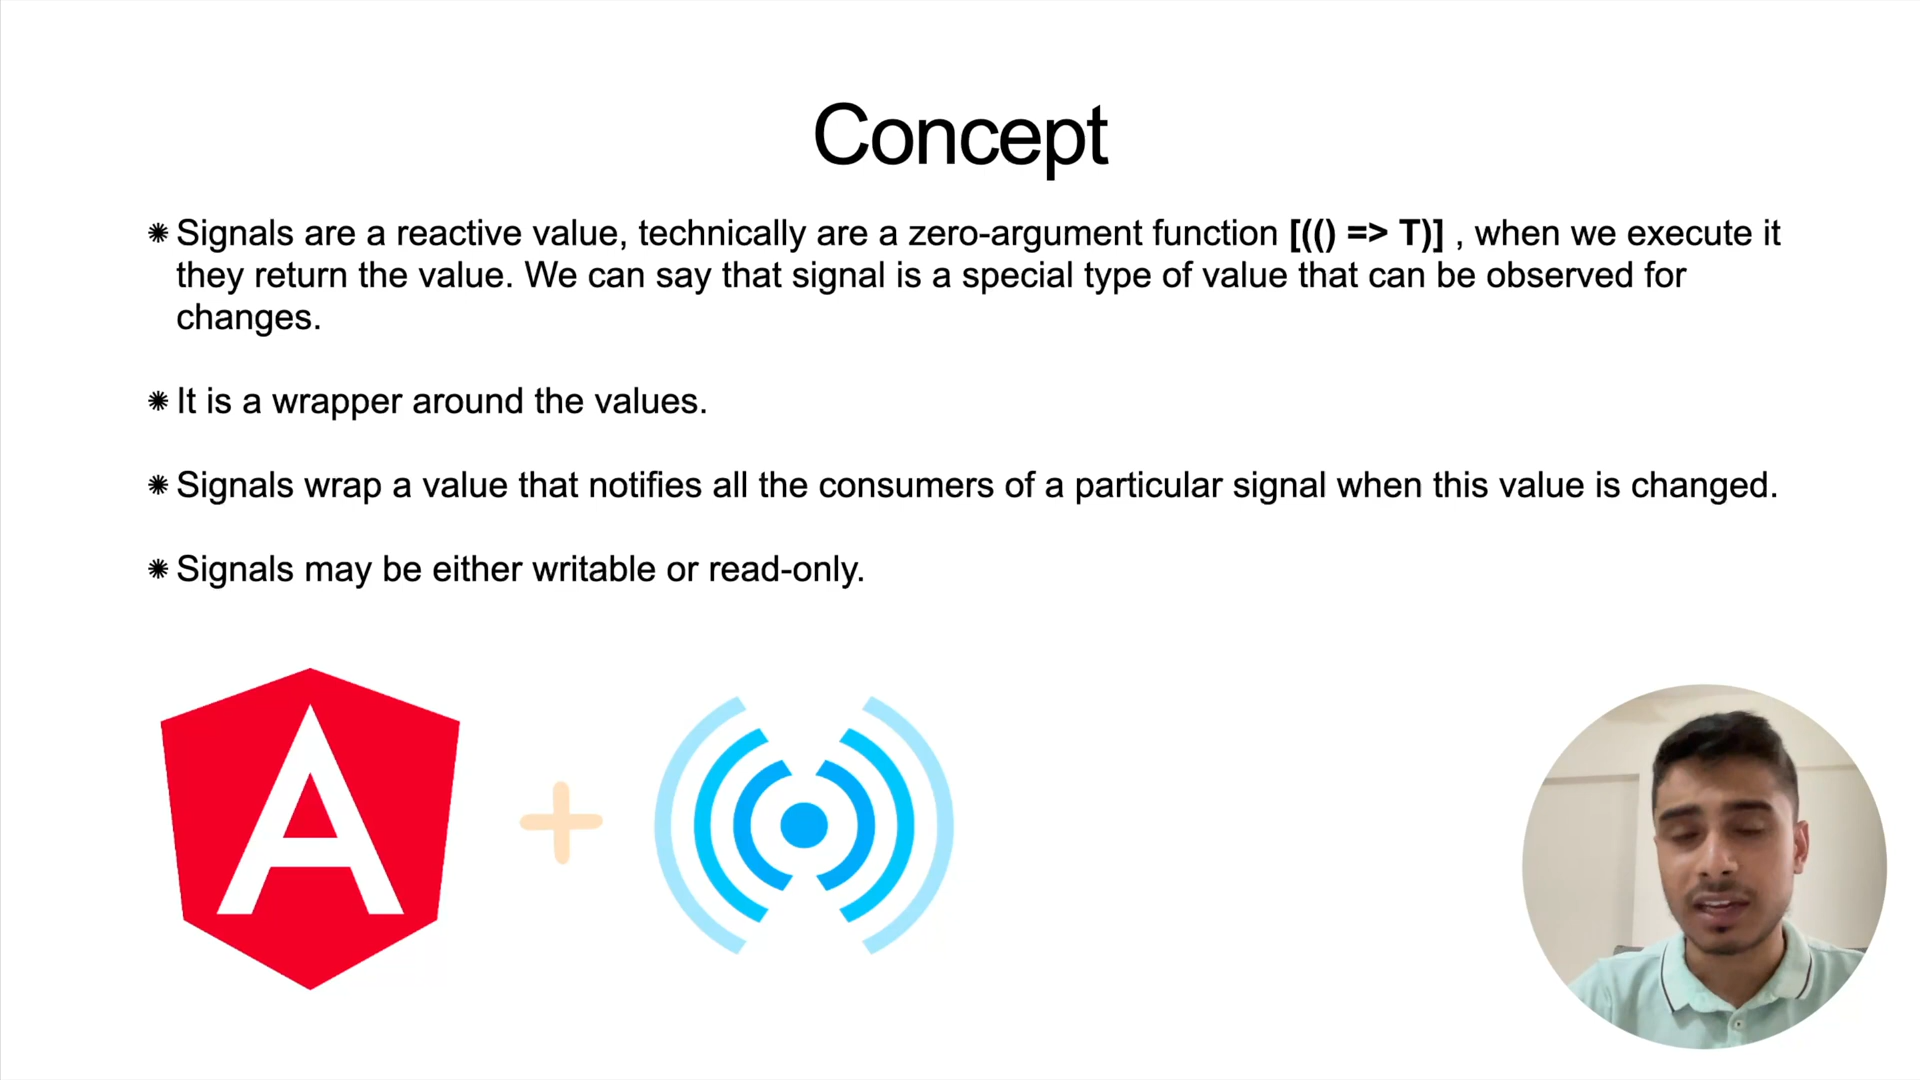 Concept
⁕ Signals are a reactive value, technically are a zero-argument function [(() => T)] , when we execute it
they return the value. We can say that signal is a special type of value that can be observed for
changes.
⁕ It is a wrapper around the values.
⁕ Signals wrap a value that notifies all the consumers of a particular signal when this value is changed.
⁕ Signals may be either writable or read-only.
A